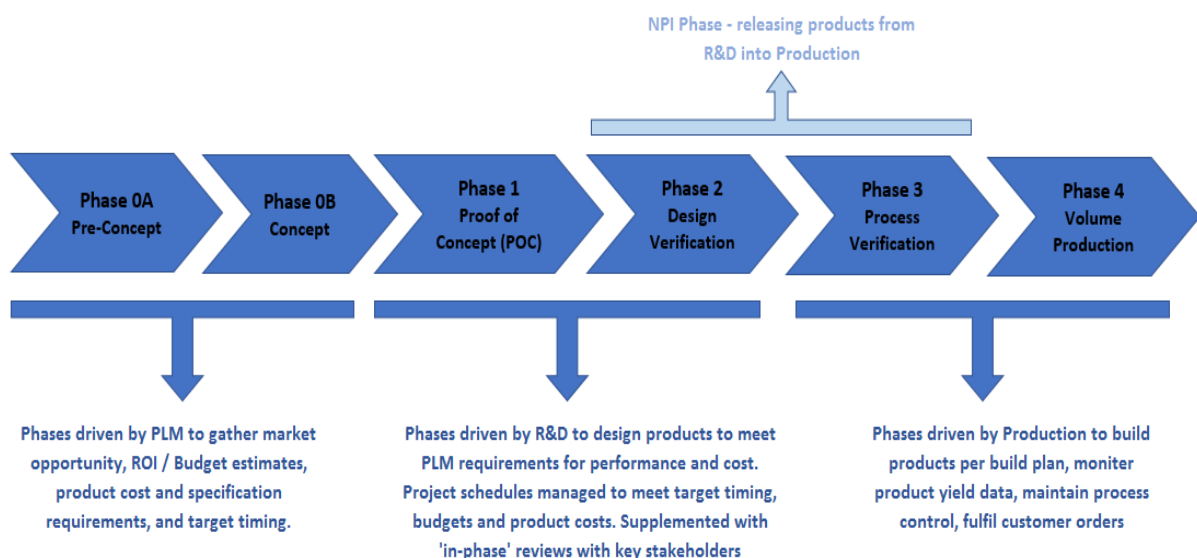 NPI Phase - releasing products from
R&D into Production
Phase 0A
Pre-Concept
Phase 0B
Concept
Phase 1
Proof of
Concept (POC)
Phase 2
Design
Verification
Phase 3
Process
Verification
Phase 4
Volume
Production
Phases driven by PLM to gather market
opportunity, ROI / Budget estimates,
product cost and specification
requirements, and target timing.
Phases driven by R&D to design products to meet
PLM requirements for performance and cost.
Project schedules managed to meet target timing,
budgets and product costs. Supplemented with
'in-phase' reviews with key stakeholders
Phases driven by Production to build
products per build plan, moniter
product yield data, maintain process
control, fulfil customer orders